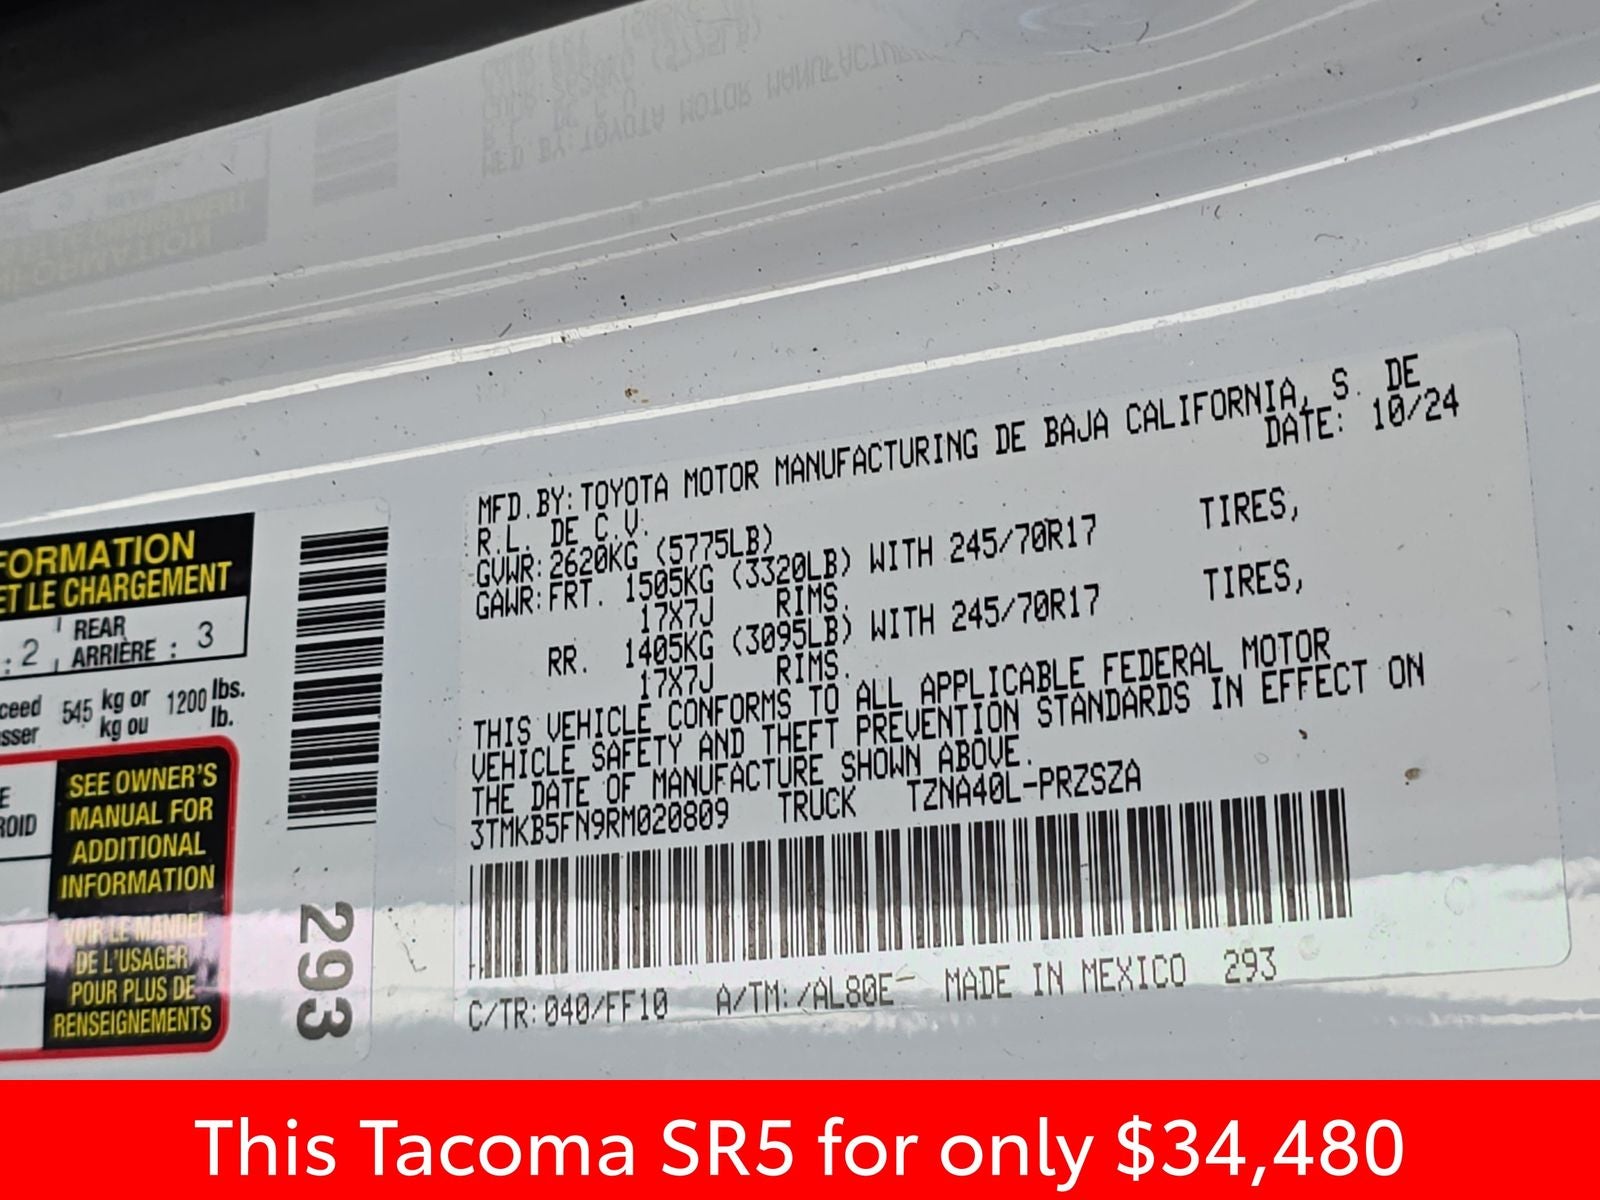 FORMATION
ET LE CHARGEMENT
: 2
REAR
ARRIÈRE : 3
545 kg or 1200 lbs.
kg ou lb.
SEE OWNER'S
MANUAL FOR
ADDITIONAL
INFORMATION
VOIR LE MANUEL
DE L'USAGER
POUR PLUS DE
RENSEIGNEMENTS
293
MFD.BY:TOYOTA MOTOR MANUFACTURING DE BAJA CALIFORNIA, S. DE
R.L. DE C.V. DATE: 10/24
GVWR:2620KG (5775LB)
GAWR:FRT. 1505KG (3320LB) WITH 245/70R17 TIRES,
17X7J RIMS.
RR. 1405KG (3095LB) WITH 245/70R17 TIRES,
17X7J RIMS.
THIS VEHICLE CONFORMS TO ALL APPLICABLE FEDERAL MOTOR
VEHICLE SAFETY AND THEFT PREVENTION STANDARDS IN EFFECT ON
THE DATE OF MANUFACTURE SHOWN ABOVE.
3TMKB5FN9RM020809 TRUCK TZNA40L-PRZSZA
C/TR:040/FF10 A/TM:/AL80E MADE IN MEXICO 293
This Tacoma SR5 for only $34,480